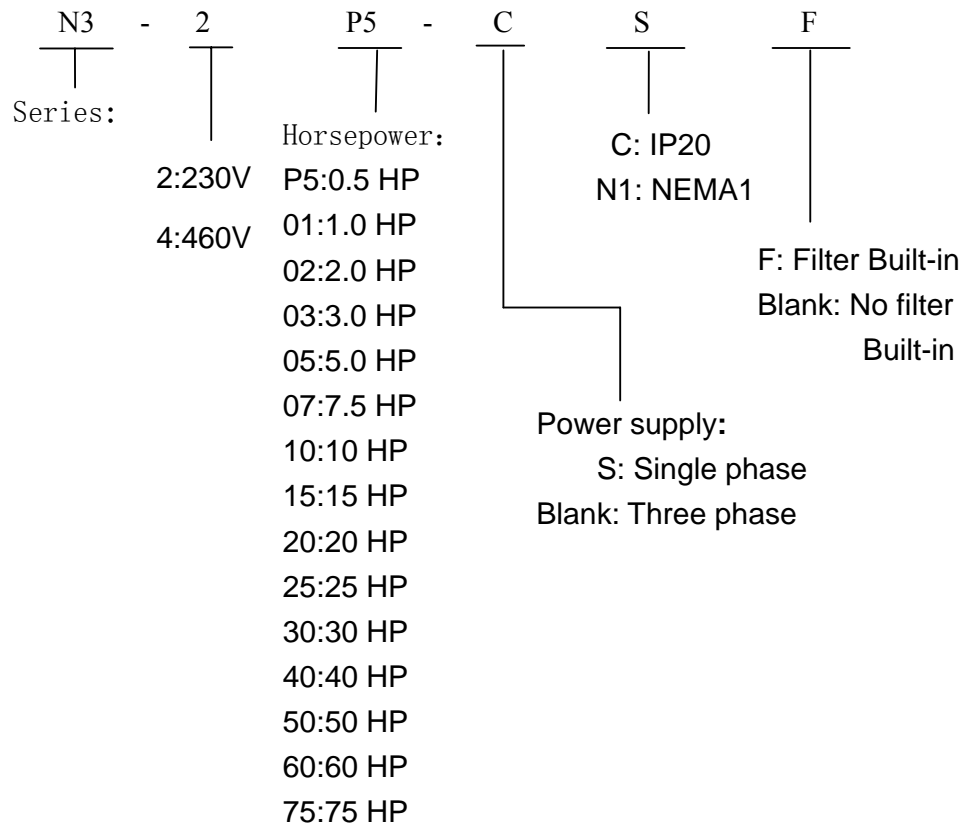 N3 - 2 P5 - C S F
Series:
Horsepower:
2:230V
4:460V
P5:0.5 HP
01:1.0 HP
02:2.0 HP
03:3.0 HP
05:5.0 HP
07:7.5 HP
10:10 HP
15:15 HP
20:20 HP
25:25 HP
30:30 HP
40:40 HP
50:50 HP
60:60 HP
75:75 HP
C: IP20
N1: NEMA1
F: Filter Built-in
Blank: No filter
Built-in
Power supply:
S: Single phase
Blank: Three phase